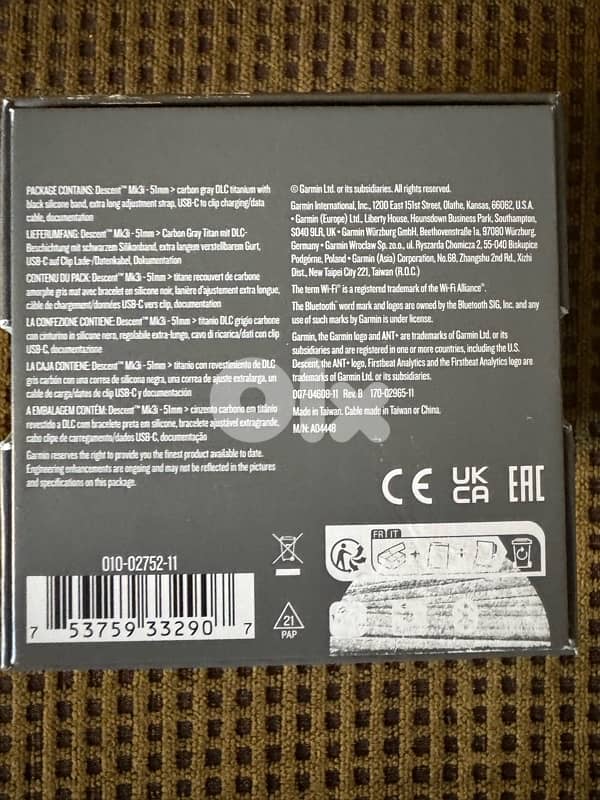 PACKAGE CONTAINS: Descent™ Mk3i - 51mm > carbon gray DLC titanium with
black silicone band, extra long adjustment strap, USB-C to clip charging/data
cable, documentation
LIEFERUMFANG: Descent™ Mk3i - 51mm > Carbon Gray Titan mit DLC-
Beschichtung mit schwarzem Silikonband, extra langem verstellbarem Gurt,
USB-C auf Clip Lade-/Datenkabel, Dokumentation
CONTENU DU PACK: Descent™ Mk3i - 51mm > titane recouvert de carbone
amorphe gris mat avec bracelet en silicone noir, lanière d'ajustement extra longue,
câble de chargement/données USB-C vers clip, documentation
LA CONFEZIONE CONTIENE: Descent™ Mk3i - 51mm > titanio DLC grigio carbone
con cinturino in silicone nero, regolabile extra-lungo, cavo di ricarica/dati con clip
USB-C, documentazione
LA CAJA CONTIENE: Descent™ Mk3i - 51mm > titanio con revestimiento de DLC
gris carbón con una correa de silicona negra, una correa de ajuste extralarga, un
cable de carga/datos de clip USB-C y documentación
A EMBALAGEM CONTÉM: Descent™ Mk3i - 51mm > cinzento carbono em titânio
revestido a DLC com bracelete preta em silicone, bracelete ajustável extragrande,
cabo clipe de carregamento/dados USB-C, documentação
Garmin reserves the right to provide you the finest product available to date.
Engineering enhancements are ongoing and may not be reflected in the pictures
and specifications on this package.
© Garmin Ltd. or its subsidiaries. All rights reserved.
Garmin International, Inc., 1200 East 151st Street, Olathe, Kansas, 66062, U.S.A.
• Garmin (Europe) Ltd., Liberty House, Hounsdown Business Park, Southampton,
SO40 9LR, UK • Garmin Würzburg GmbH, Beethovenstraße 1a, 97080 Würzburg,
Germany • Garmin Wrocław Sp. zo.o., ul. Ryszarda Chomicza 2, 55-040 Biskupice
Podgórne, Poland • Garmin (Asia) Corporation, No.68, Zhangshu 2nd Rd., Xizhi
Dist., New Taipei City 221, Taiwan (R.O.C.)
The term Wi-Fi® is a registered trademark of the Wi-Fi Alliance®.
The Bluetooth® word mark and logos are owned by the Bluetooth SIG, Inc. and any
use of such marks by Garmin is under license.
Garmin, the Garmin logo and ANT+ are trademarks of Garmin Ltd. or its
subsidiaries and are registered in one or more countries, including the U.S.
Descent, the ANT+ logo, Firstbeat Analytics and the Firstbeat Analytics logo are
trademarks of Garmin Ltd. or its subsidiaries.
D07-04608-11 Rev. B 170-02965-11
Made in Taiwan. Cable made in Taiwan or China.
M/N: A04448
olx
CE UK CA EAC
FR IT
010-02752-11
7 53759 33290 7
21
PAP